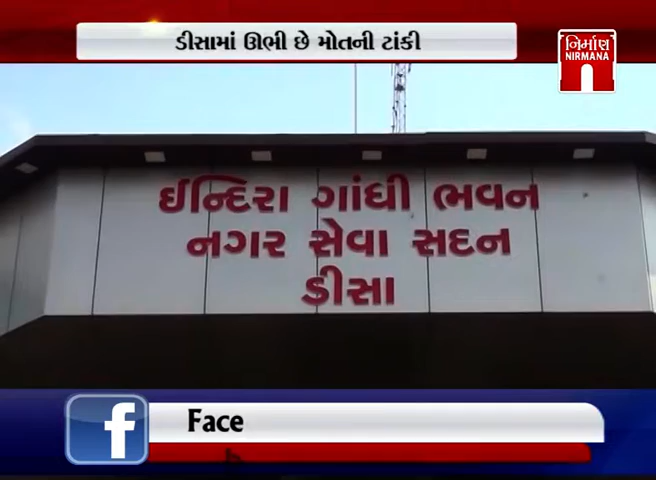 ડીસામાં ઊભી છે મોતની ટાંકી
નિર્માણ
NIRMANA
ઈન્દિરા ગાંધી ભવન
નગર સેવા સદન
ડીસા
f
Face